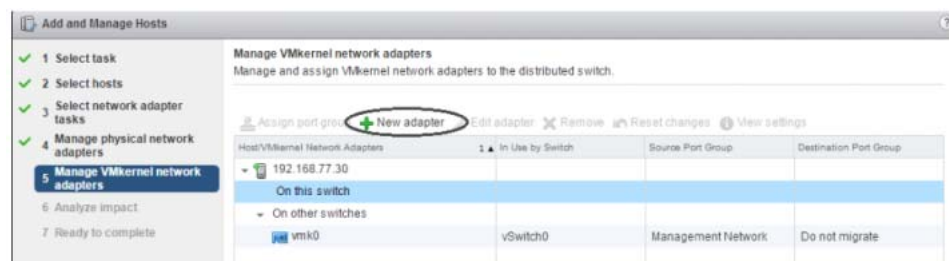 Add and Manage Hosts
?
1 Select task
2 Select hosts
3 Select network adapter tasks
4 Manage physical network adapters
5 Manage VMkernel network adapters
6 Analyze impact
7 Ready to complete
Manage VMkernel network adapters
Manage and assign VMkernel network adapters to the distributed switch.
Assign port group New adapter Edit adapter Remove Reset changes View settings
Host/VMkernel Network Adapters 1 In Use by Switch Source Port Group Destination Port Group
192.168.77.30
On this switch
On other switches
vmk0 vSwitch0 Management Network Do not migrate